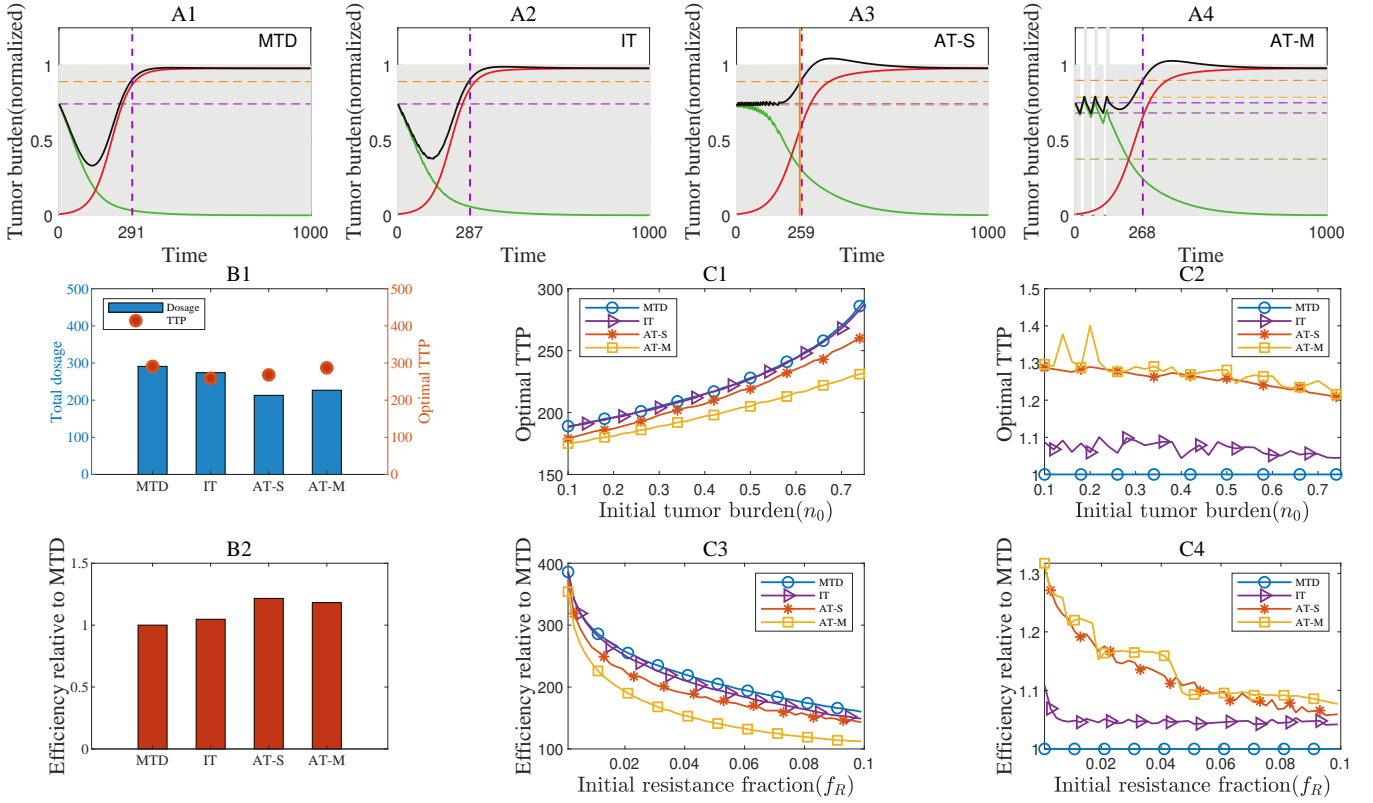 A1
A2
A3
A4
Tumor burden(normalized)
1
0.5
0
MTD
0
291
1000
Time
Tumor burden(normalized)
1
0.5
0
IT
0
287
1000
Time
Tumor burden(normalized)
1
0.5
0
AT-S
0
259
1000
Time
Tumor burden(normalized)
1
0.5
0
AT-M
0
268
1000
Time
B1
Total dosage
500
400
300
200
100
0
Dosage
TTP
500
400
300
200
100
0
Optimal TTP
MTD
IT
AT-S
AT-M
C1
Optimal TTP
300
250
200
150
MTD
IT
AT-S
AT-M
0.1
0.2
0.3
0.4
0.5
0.6
0.7
Initial tumor burden(n0)
C2
Optimal TTP
1.5
1.4
1.3
1.2
1.1
1
MTD
IT
AT-S
AT-M
0.1
0.2
0.3
0.4
0.5
0.6
0.7
Initial tumor burden(n0)
B2
Efficiency relative to MTD
1.5
1
0.5
0
MTD
IT
AT-S
AT-M
C3
Efficiency relative to MTD
400
300
200
100
MTD
IT
AT-S
AT-M
0.02
0.04
0.06
0.08
0.1
Initial resistance fraction(fR)
C4
Efficiency relative to MTD
1.3
1.2
1.1
1
MTD
IT
AT-S
AT-M
0.02
0.04
0.06
0.08
0.1
Initial resistance fraction(fR)